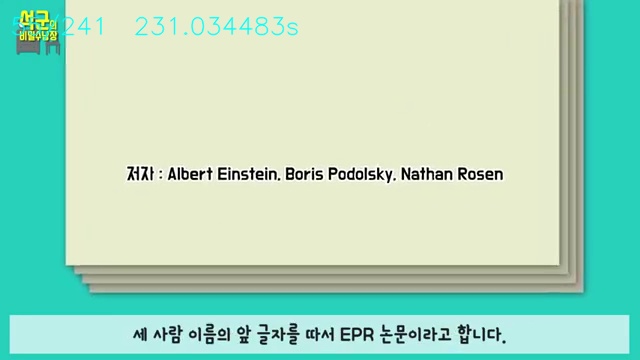 석군의
비밀수납장
/241 231.034483s
저자 : Albert Einstein, Boris Podolsky, Nathan Rosen
세 사람 이름의 앞 글자를 따서 EPR 논문이라고 합니다.